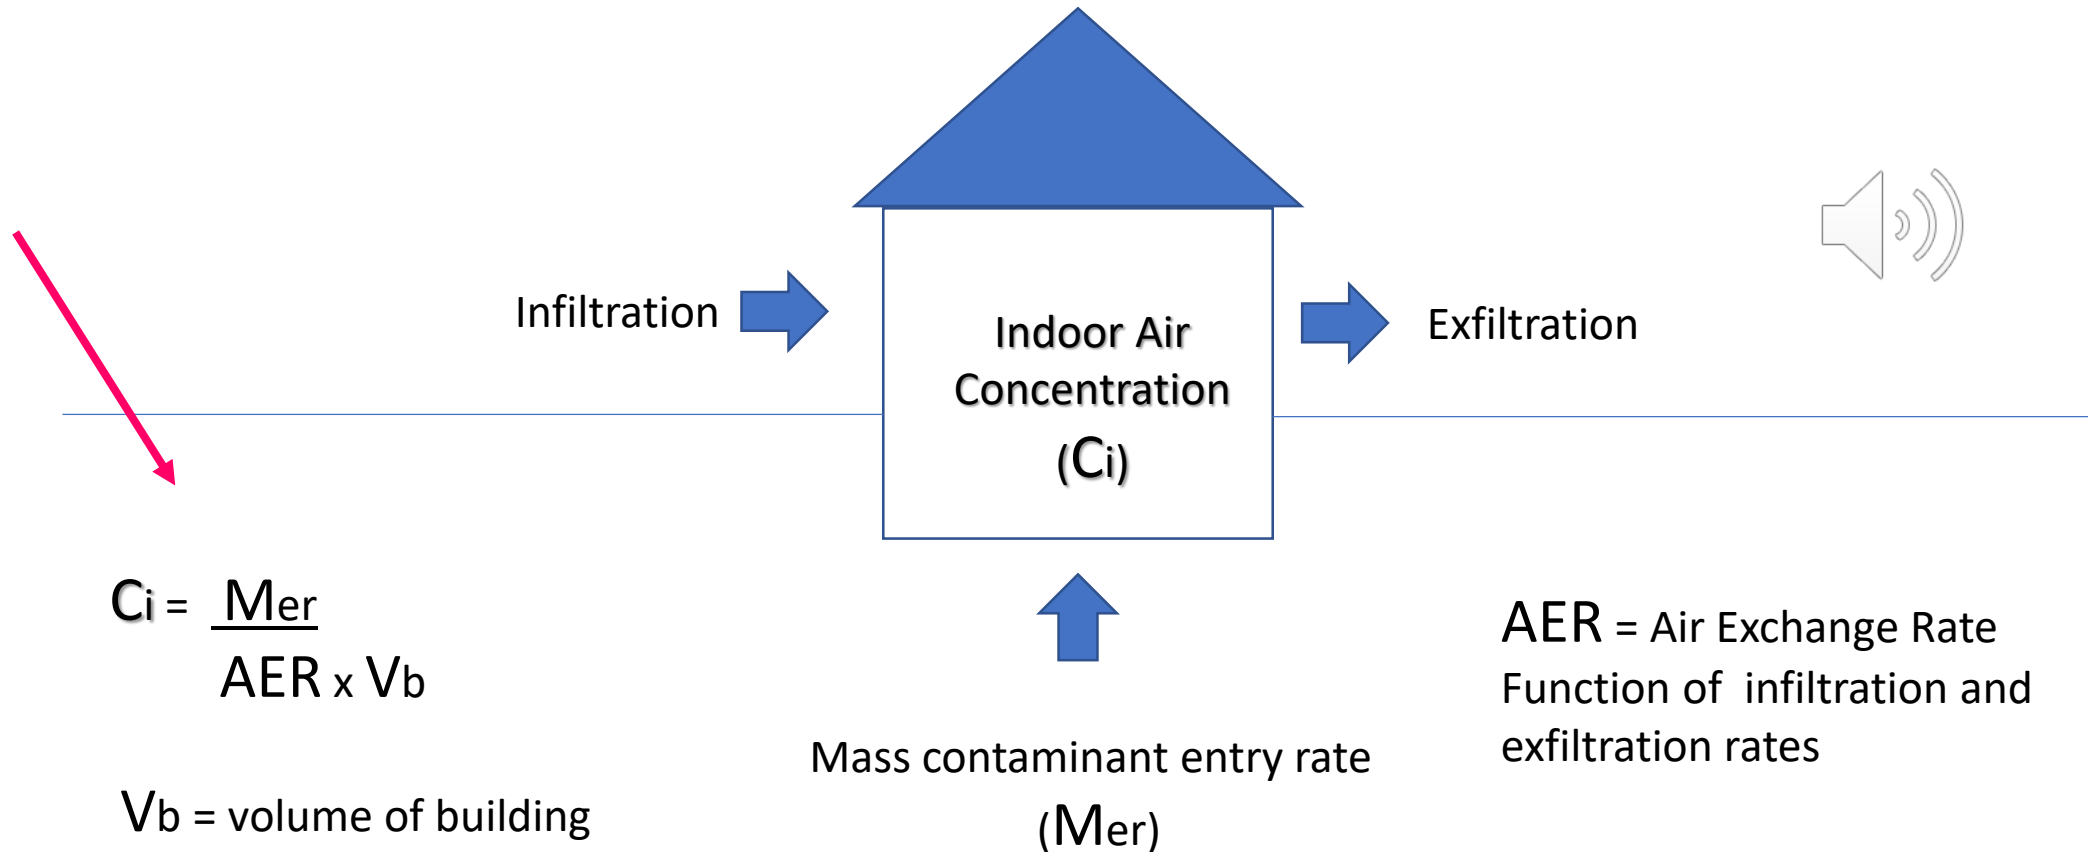 Infiltration
Exfiltration
Indoor Air
Concentration
(Ci)
Ci = Mer
AER x Vb
Vb = volume of building
Mass contaminant entry rate
(Mer)
AER = Air Exchange Rate
Function of infiltration and
exfiltration rates